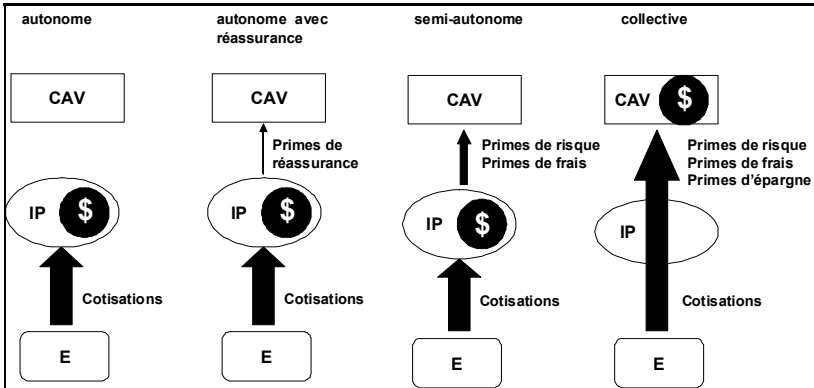 autonome
autonome avec
réassurance
semi-autonome
collective
CAV
CAV
CAV
CAV $
Primes de
réassurance
Primes de risque
Primes de frais
Primes de risque
Primes de frais
Primes d'épargne
IP $
IP $
IP $
IP
Cotisations
Cotisations
Cotisations
Cotisations
E
E
E
E